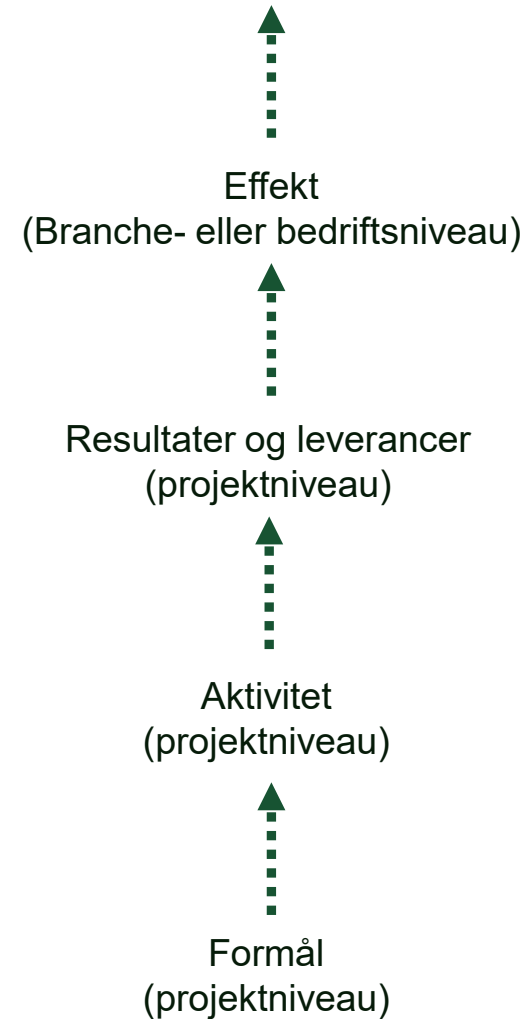 Effekt
(Branche- eller bedriftsniveau)
Resultater og leverancer
(projektniveau)
Aktivitet
(projektniveau)
Formål
(projektniveau)